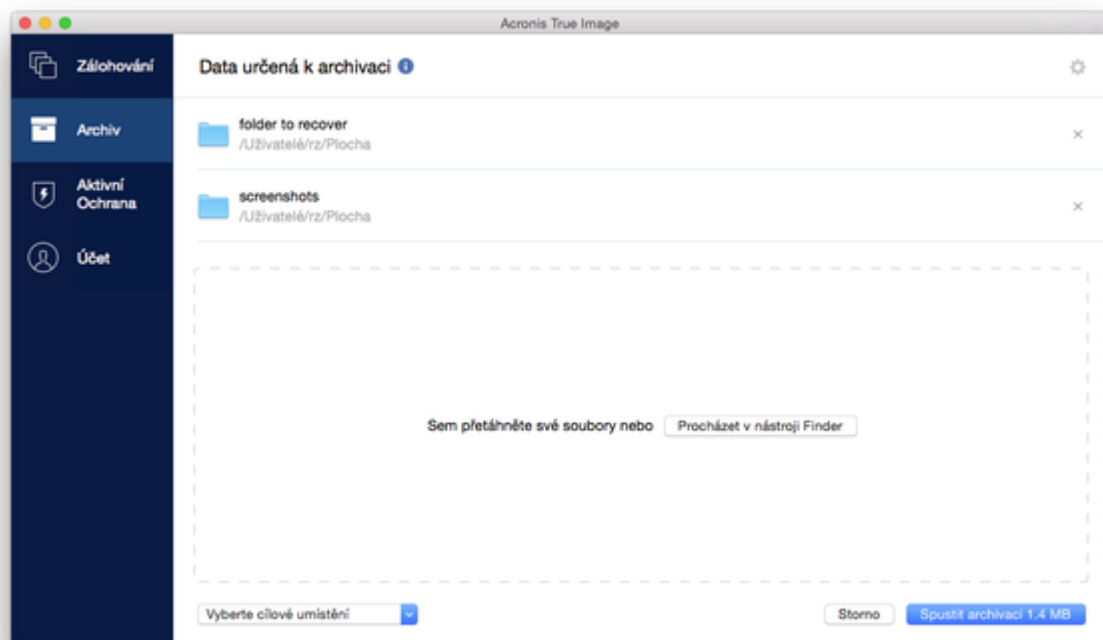 Acronis True Image
Zálohování
Archiv
Aktivní
Ochrana
Účet
Data určená k archivaci
folder to recover
/Uživatelé/rz/Plocha
screenshots
/Uživatelé/rz/Plocha
Sem přetáhněte své soubory nebo Procházet v nástroji Finder
Vyberte cílové umístění Storno Spustit archivaci 1.4 MB